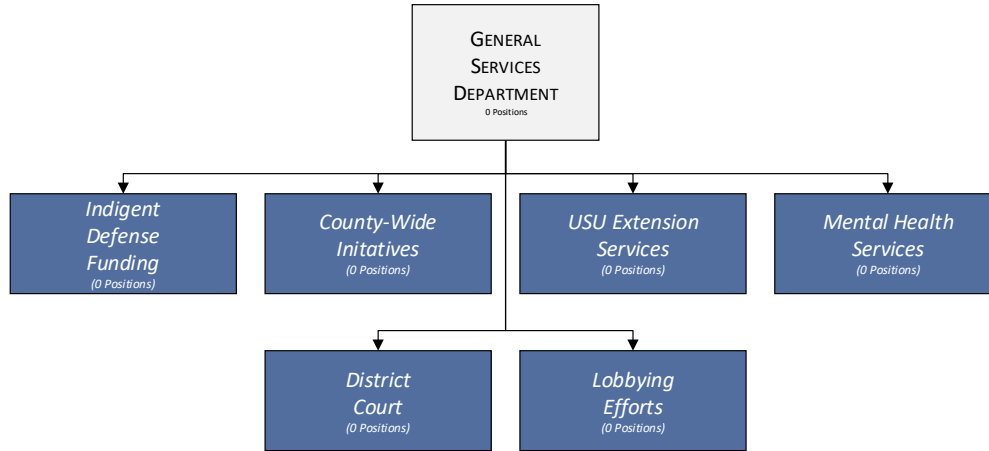 GENERAL
SERVICES
DEPARTMENT
0 Positions
Indigent
Defense
Funding
(0 Positions)
County-Wide
Initatives
(0 Positions)
USU Extension
Services
(0 Positions)
Mental Health
Services
(0 Positions)
District
Court
(0 Positions)
Lobbying
Efforts
(0 Positions)